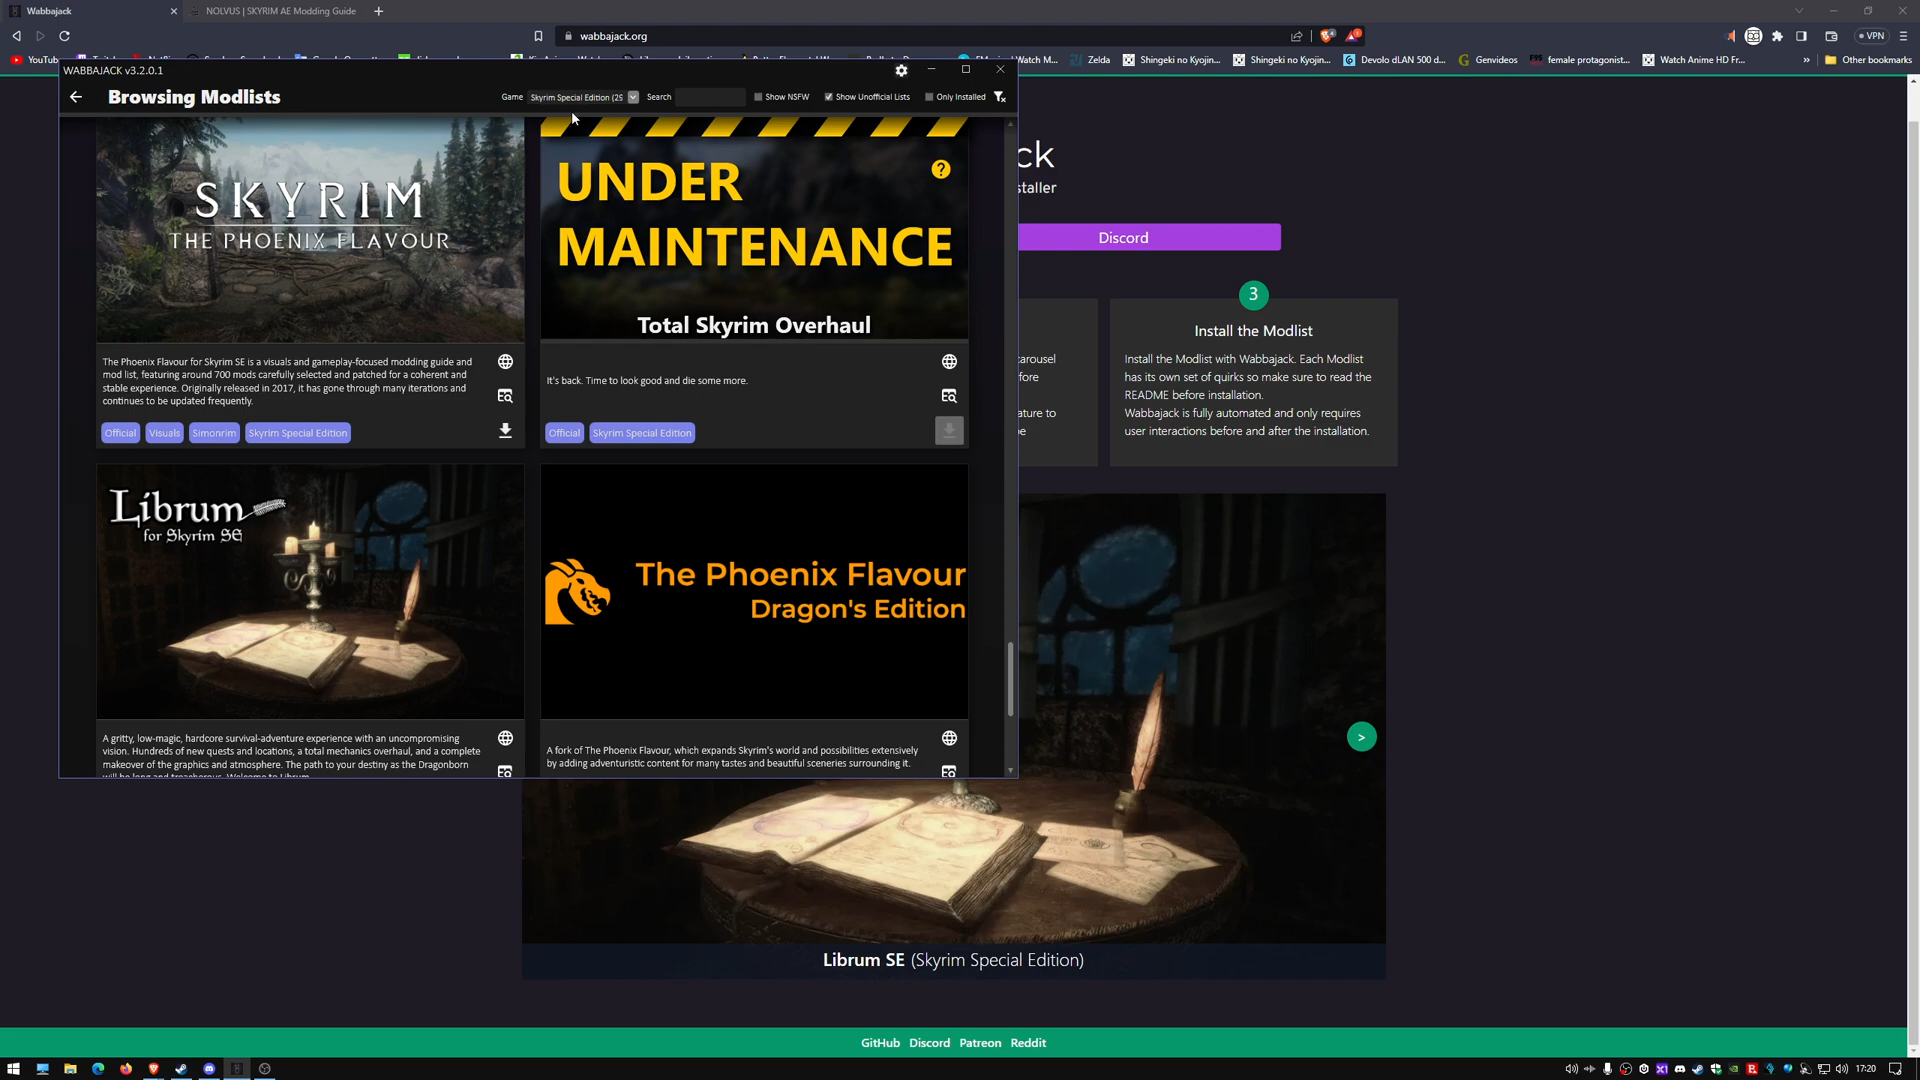 Wabbajack
NOLVUS | SKYRIM AE Modding Guide
wabbajack.org
VPN
YouTub
Zelda
Shingeki no Kyojin...
Shingeki no Kyojin...
Devolo dLAN 500 d...
Genvideos
female protagonist...
Watch Anime HD Fr...
Other bookmarks
WABBAJACK v3.2.0.1
Browsing Modlists
Game
Skyrim Special Edition (25
Search
Show NSFW
Show Unofficial Lists
Only Installed
SKYRIM
THE PHOENIX FLAVOUR
The Phoenix Flavour for Skyrim SE is a visuals and gameplay-focused modding guide and
mod list, featuring around 700 mods carefully selected and patched for a coherent and
stable experience. Originally released in 2017, it has gone through many iterations and
continues to be updated frequently.
Official
Visuals
Simonrim
Skyrim Special Edition
UNDER
MAINTENANCE
?
Total Skyrim Overhaul
It's back. Time to look good and die some more.
Official
Skyrim Special Edition
Librum
for Skyrim SE
A gritty, low-magic, hardcore survival-adventure experience with an uncompromising
vision. Hundreds of new quests and locations, a total mechanics overhaul, and a complete
makeover of the graphics and atmosphere. The path to your destiny as the Dragonborn
will be long and treacherous. Welcome to Librum.
The Phoenix Flavour
Dragon's Edition
A fork of The Phoenix Flavour, which expands Skyrim's world and possibilities extensively
by adding adventuristic content for many tastes and beautiful sceneries surrounding it.
ck
staller
Discord
arousel
fore
ature to
be
3
Install the Modlist
Install the Modlist with Wabbajack. Each Modlist
has its own set of quirks so make sure to read the
README before installation.
Wabbajack is fully automated and only requires
user interactions before and after the installation.
>
Librum SE (Skyrim Special Edition)
GitHub Discord Patreon Reddit
17:20